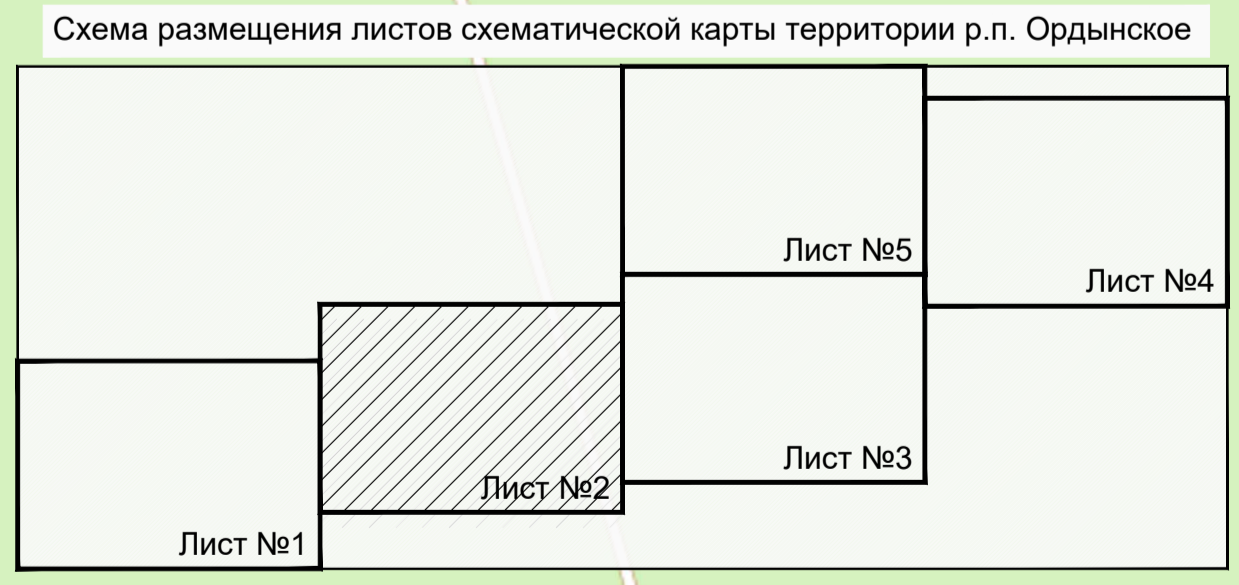 Схема размещения листов схематической карты территории р.п. Ордынское
Лист №5
Лист №4
Лист №3
Лист №2
Лист №1